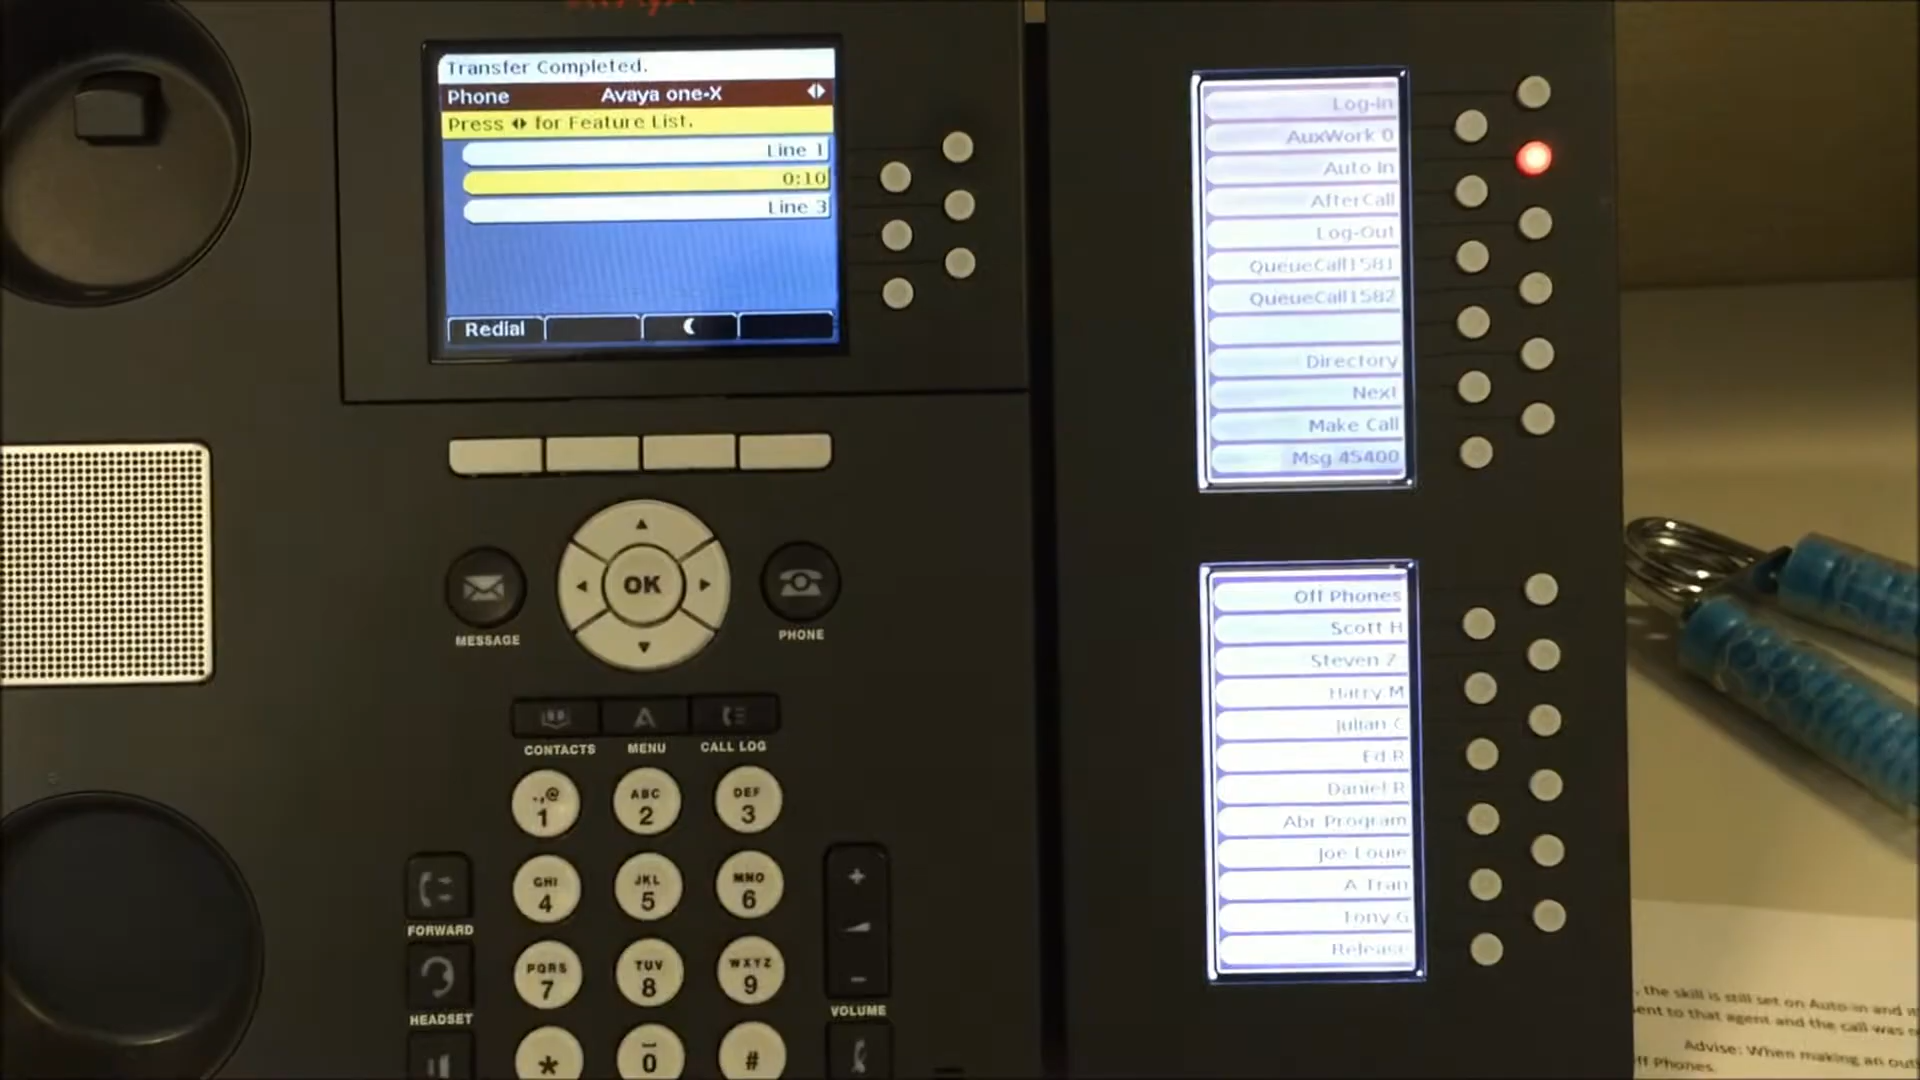 Transfer Completed.
Phone Avaya one-X
Press for Feature List.
Line 1
0:10
Line 3
Redial
MESSAGE
OK
PHONE
CONTACTS
MENU
CALL LOG
.,@ 1
ABC 2
DEF 3
GHI 4
JKL 5
MNO 6
PQRS 7
TUV 8
WXYZ 9
*
0
#
FORWARD
HEADSET
+
-
VOLUME
Log-In
AuxWork 0
Auto In
AfterCall
Log-Out
QueueCall1581
QueueCall1582
Directory
Next
Make Call
Msg 45400
Off Phones
Scott H
Steven Z
Harry M
Julian C
Ed R
Daniel R
Abr Program
Joe Louie
A Tran
Tony G
Release
, the skill is still set on Auto-in and
to that agent and the call was
Advise: When making an
Phones.